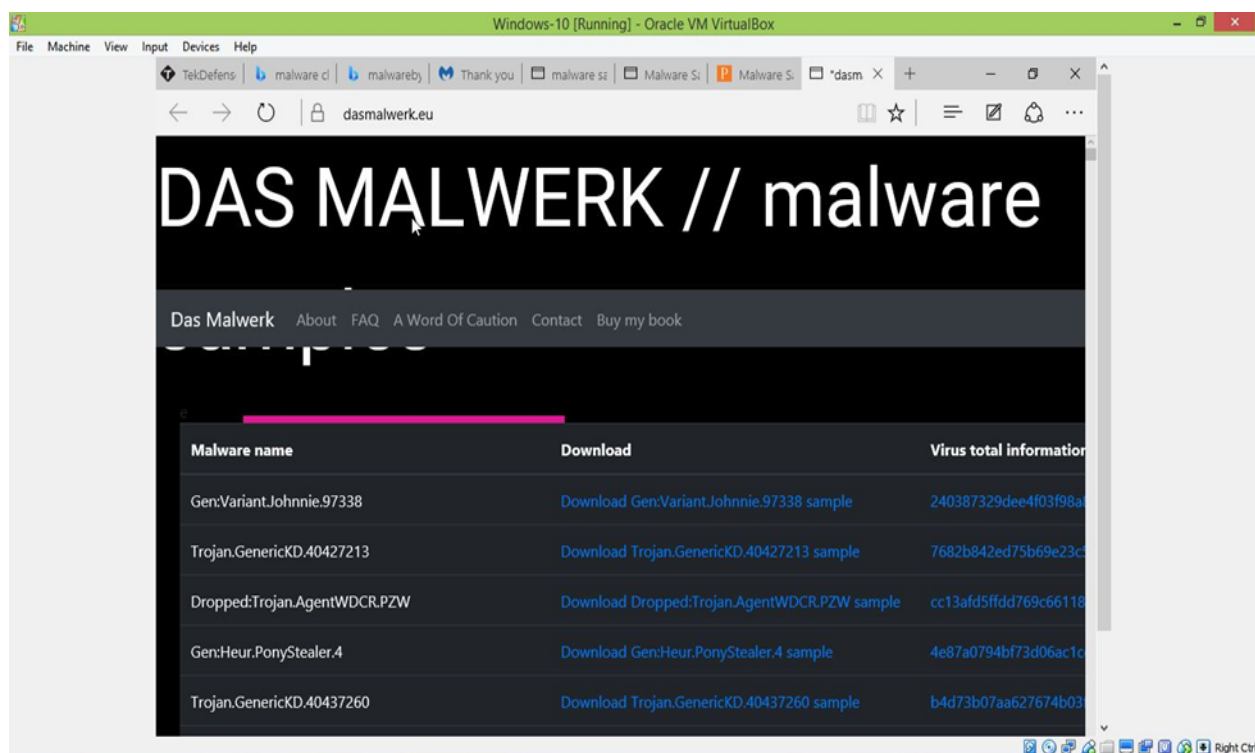 Windows-10 [Running] - Oracle VM VirtualBox
File Machine View Input Devices Help
TekDefens malware cl malwareby Thank you malware sa Malware Sa Malware S. "dasm
dasmalwerk.eu
DAS MALWERK // malware
Das Malwerk About FAQ A Word Of Caution Contact Buy my book
e
Malware name Download Virus total information
Gen:Variant.Johnnie.97338 Download Gen:Variant.Johnnie.97338 sample 240387329dee4f03f98a
Trojan.GenericKD.40427213 Download Trojan.GenericKD.40427213 sample 7682b842ed75b69e23c5
Dropped:Trojan.AgentWDCR.PZW Download Dropped:Trojan.AgentWDCR.PZW sample cc13afd5ffdd769c66118
Gen:Heur.PonyStealer.4 Download Gen:Heur.PonyStealer.4 sample 4e87a0794bf73d06ac1c
Trojan.GenericKD.40437260 Download Trojan.GenericKD.40437260 sample b4d73b07aa627674b03
Right Ctr